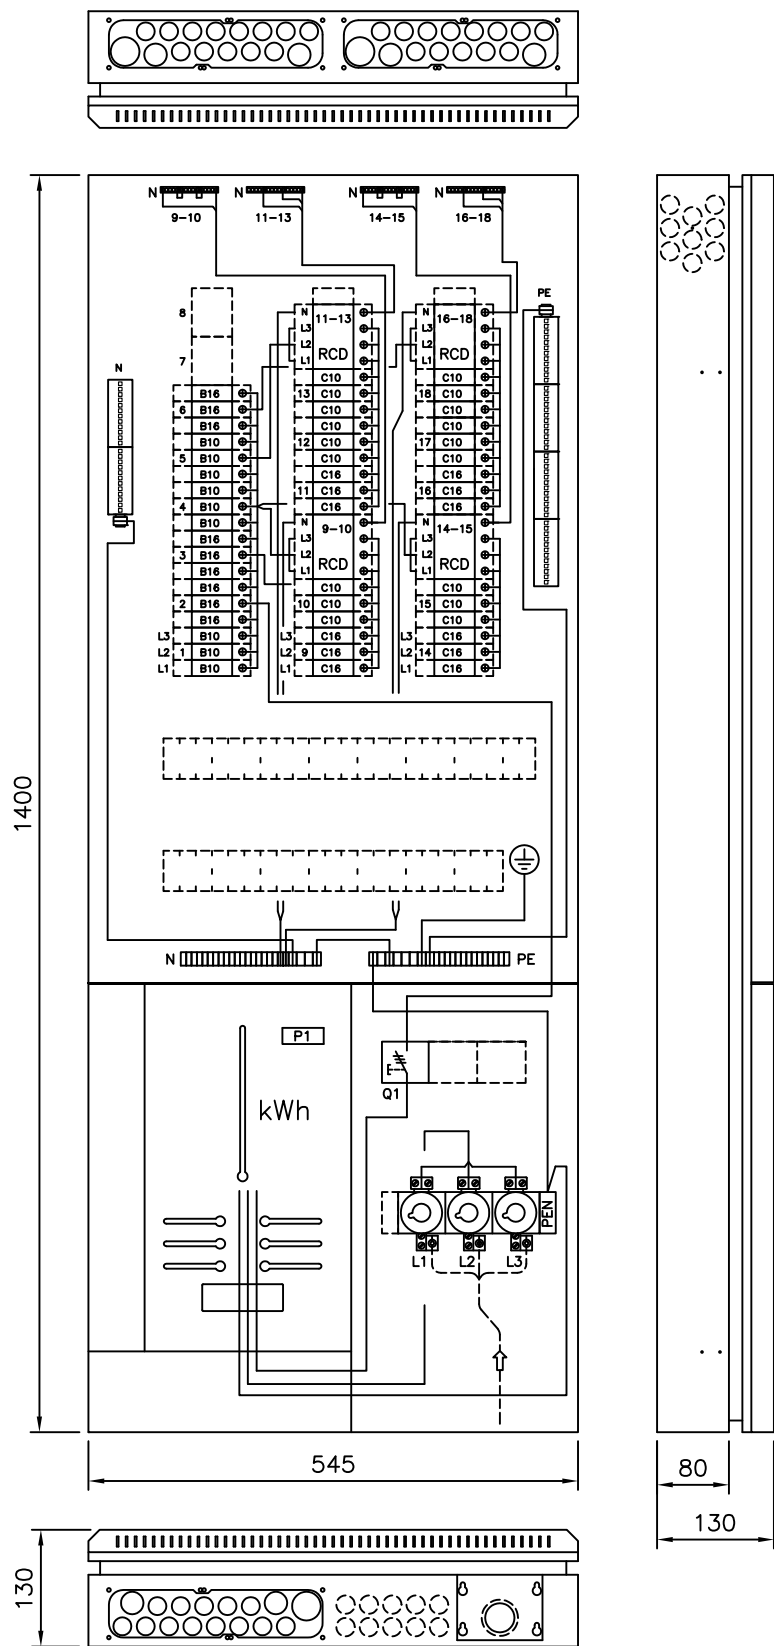 N N N N
9-10 11-13 14-15 16-18
PE
8 N 11-13 N 16-18
L3 L3
L2 L2
RCD RCD
7 L1 L1
N
C10 C10
B16 13 C10 18 C10
6 B16 C10 C10
B16 C10 C10
B10 12 C10 17 C10
5 B10 C10 C10
B10 C16 C16
B10 11 C16 16 C16
4 B10 C16 C16
B10 N 9-10 N 14-15
B16 L3 L3
3 B16 L2 L2
RCD RCD
B16 L1 L1
B16 C10 C10
2 B16 10 C10 15 C10
B16 C10 C10
L3 B10 L3 C16 L3 C16
L2 1 B10 L2 9 C16 L2 14 C16
L1 B10 L1 C16 L1 C16
1400
N PE
P1
Q1
kWh
PEN
L1 L2 L3
545
80
130
130